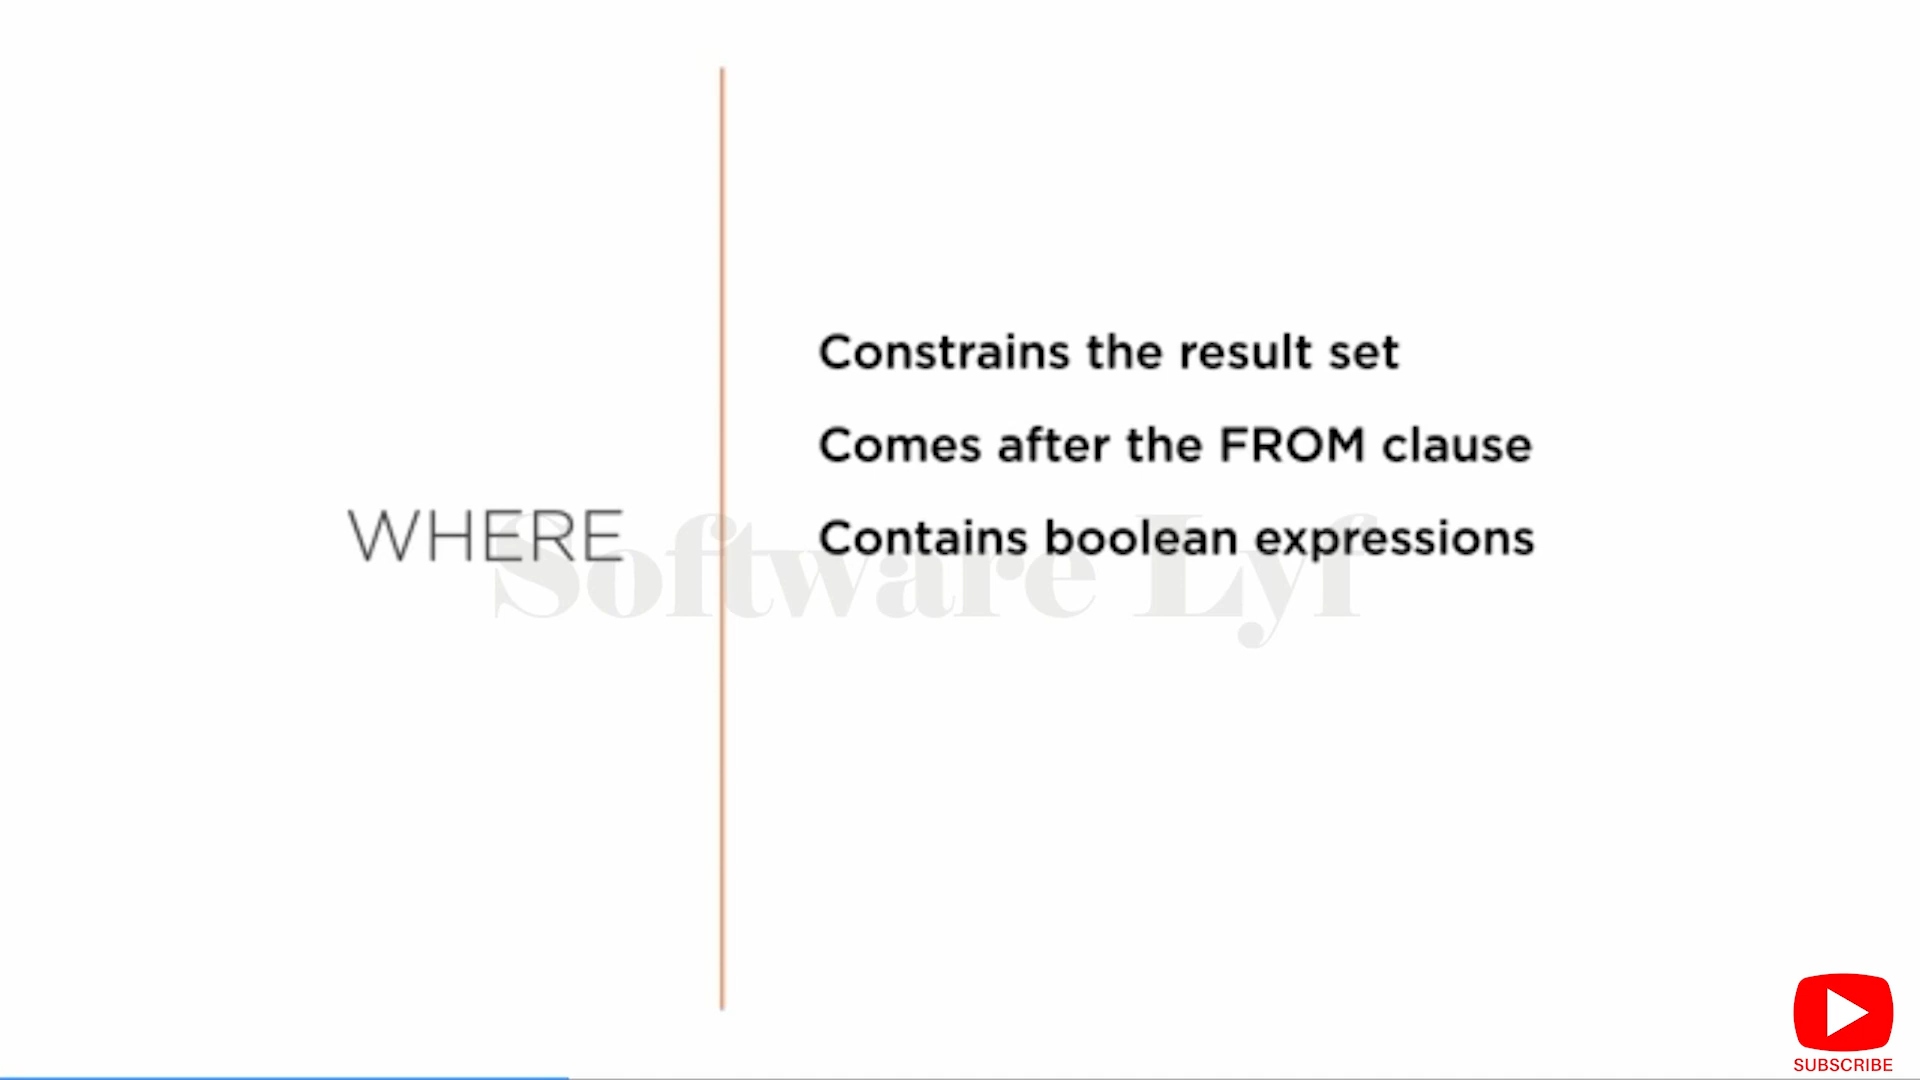 WHERE
Constrains the result set
Comes after the FROM clause
Contains boolean expressions
Software Lyf
SUBSCRIBE